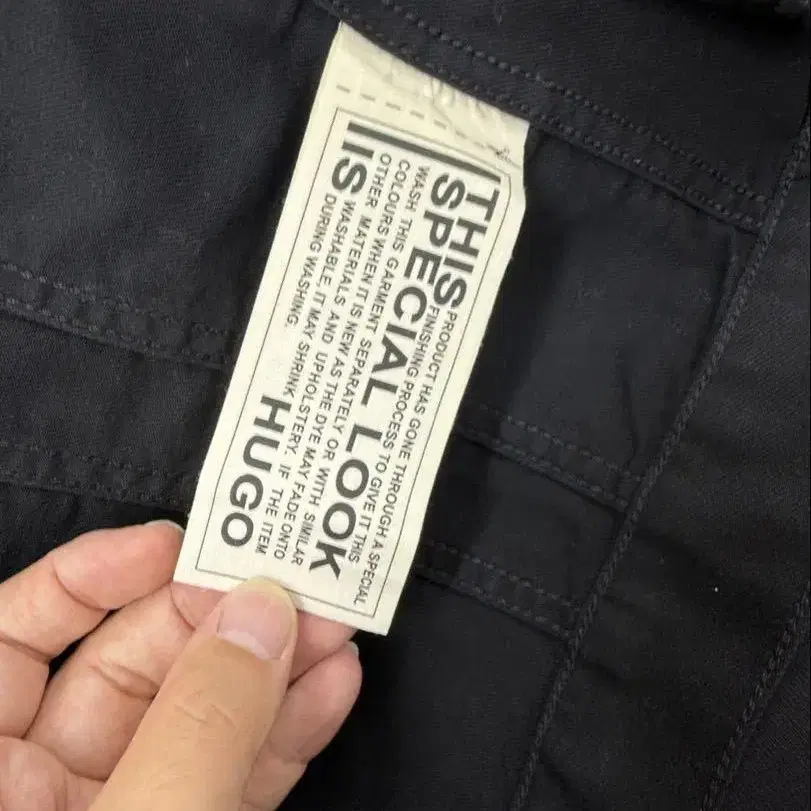 THIS PRODUCT HAS GONE THROUGH A SPECIAL
FINISHING PROCESS TO GIVE IT THIS
SPECIAL LOOK
WASH THIS GARMENT SEPARATELY OR WITH SIMILAR
COLOURS WHEN IT IS NEW AS THE DYE MAY FADE ONTO
OTHER MATERIALS AND UPHOLSTERY. IF THE ITEM
IS WASHABLE, IT MAY SHRINK
DURING WASHING.
HUGO